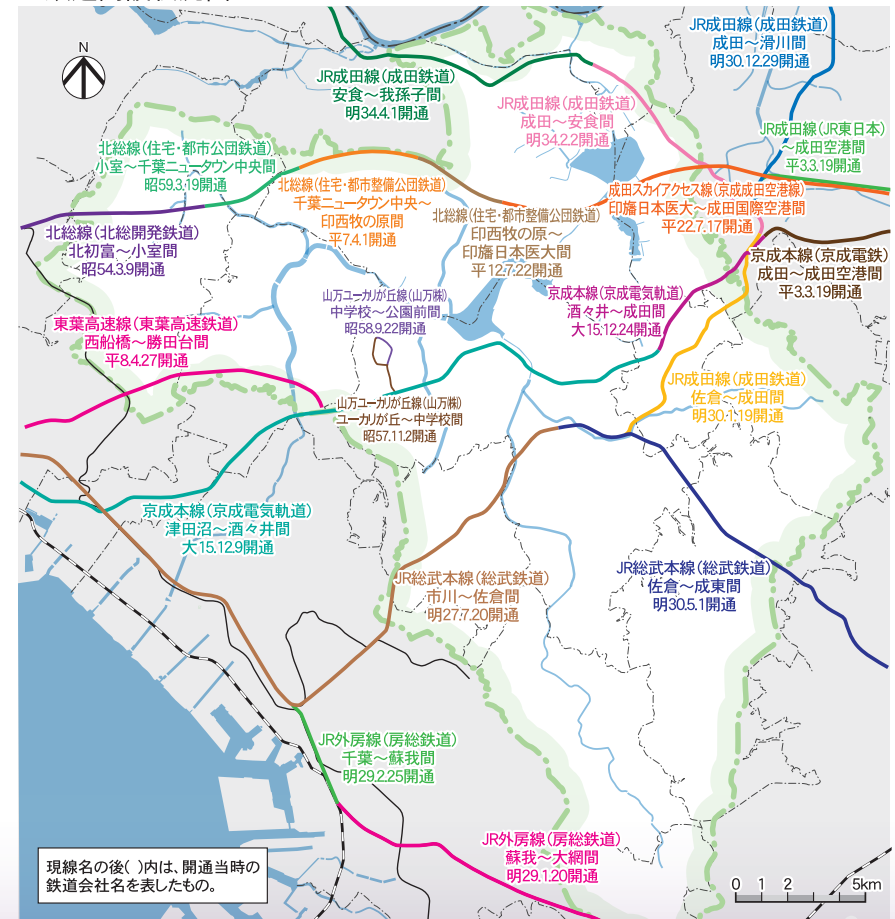 N
JR成田線(成田鉄道)
安食～我孫子間
明34.4.1開通
JR成田線(成田鉄道)
成田～滑川間
明30.12.29開通
JR成田線(成田鉄道)
成田～安食間
明34.2.2開通
JR成田線(JR東日本)
～成田空港間
平3.3.19開通
北総線(住宅・都市公団鉄道)
小室～千葉ニュータウン中央間
昭59.3.19開通
北総線(住宅・都市整備公団鉄道)
千葉ニュータウン中央～
印西牧の原間
平7.4.1開通
北総線(住宅・都市整備公団鉄道)
印西牧の原～
印旛日本医大間
平12.7.22開通
成田スカイアクセス線(京成成田空港線)
印旛日本医大～成田国際空港間
平22.7.17開通
北総線(北総開発鉄道)
北初富～小室間
昭54.3.9開通
京成本線(京成電鉄)
成田～成田空港間
平3.3.19開通
山万ユーカリが丘線(山万㈱)
中学校～公園前間
昭58.9.22開通
京成本線(京成電気軌道)
酒々井～成田間
大15.12.24開通
東葉高速線(東葉高速鉄道)
西船橋～勝田台間
平8.4.27開通
JR成田線(成田鉄道)
佐倉～成田間
明30.1.19開通
山万ユーカリが丘線(山万㈱)
ユーカリが丘～中学校間
昭57.11.2開通
京成本線(京成電気軌道)
津田沼～酒々井間
大15.12.9開通
JR総武本線(総武鉄道)
市川～佐倉間
明27.7.20開通
JR総武本線(総武鉄道)
佐倉～成東間
明30.5.1開通
JR外房線(房総鉄道)
千葉～蘇我間
明29.2.25開通
JR外房線(房総鉄道)
蘇我～大網間
明29.1.20開通
現線名の後( )内は、開通当時の
鉄道会社名を表したもの。
0 1 2 5km